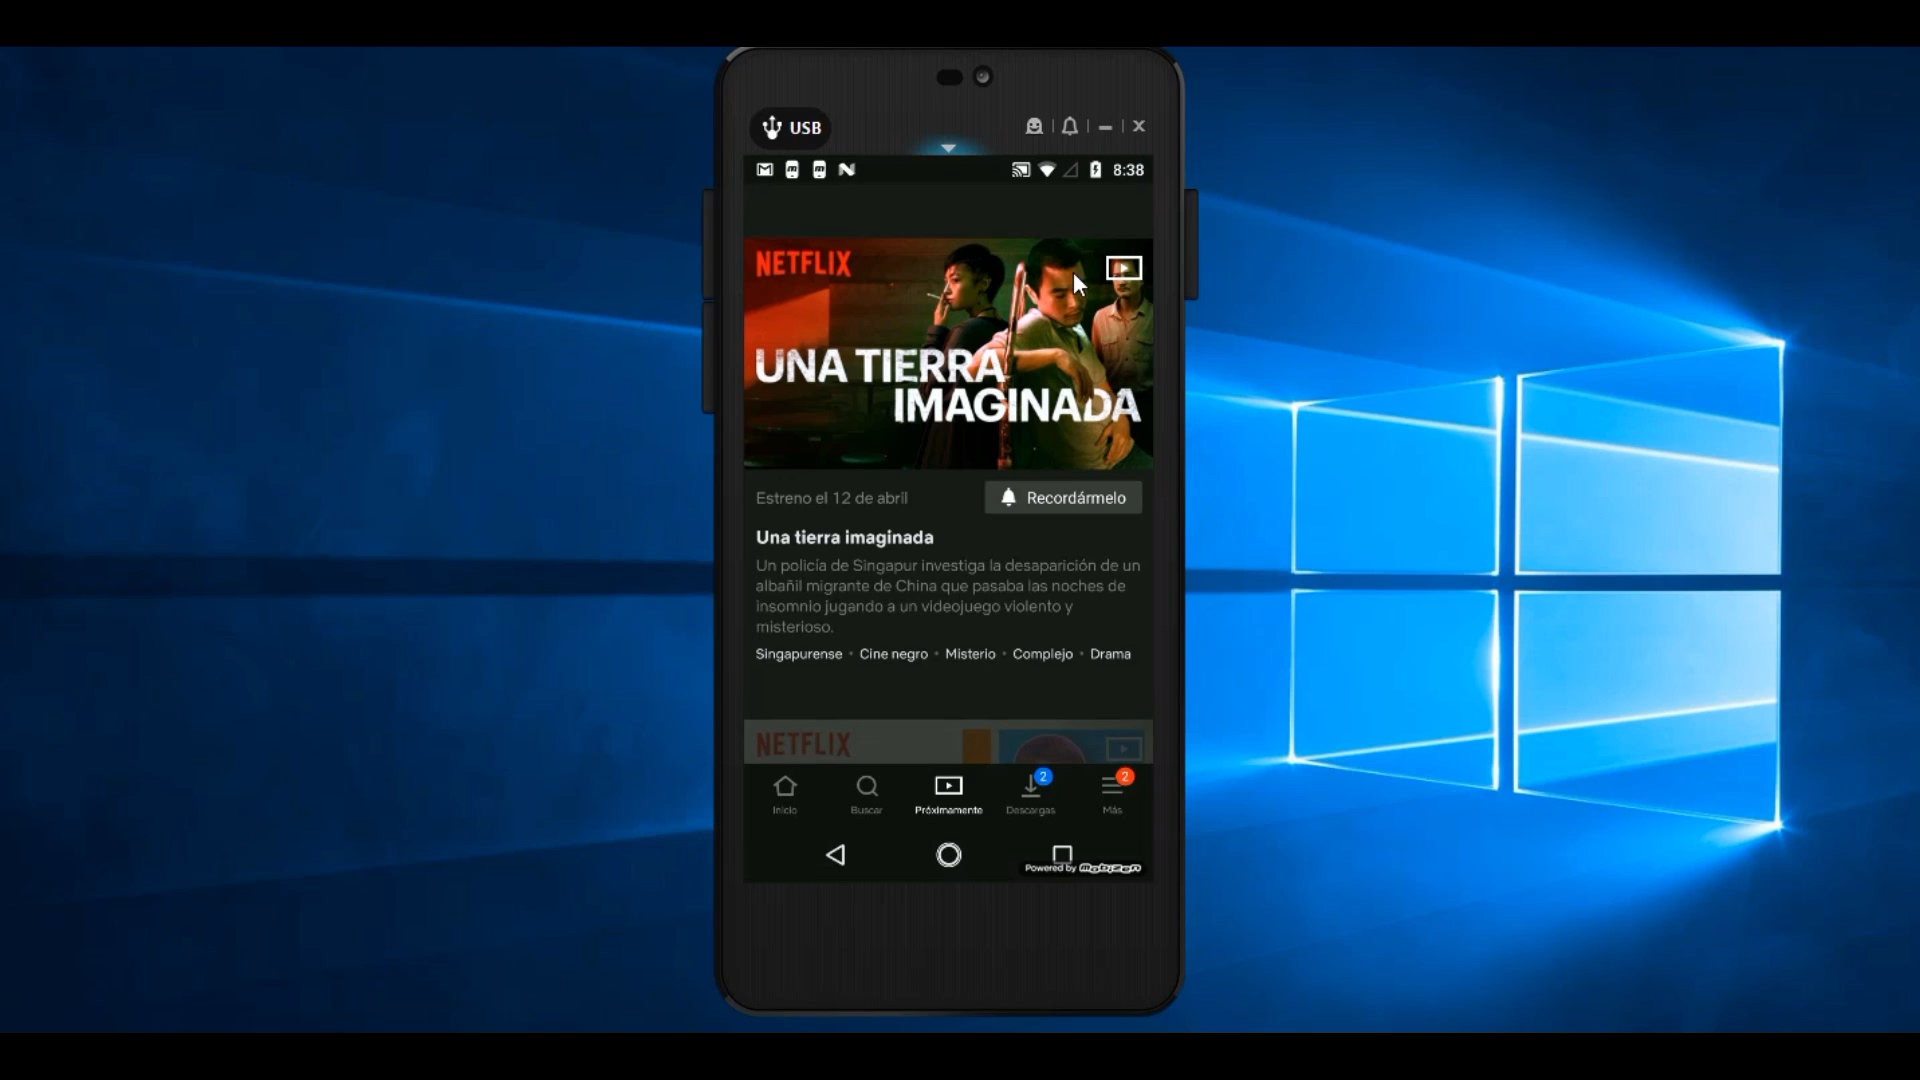 USB
8:38
NETFLIX
UNA TIERRA
IMAGINADA
Estreno el 12 de abril
Recordármelo
Una tierra imaginada
Un policía de Singapur investiga la desaparición de un
albañil migrante de China que pasaba las noches de
insomnio jugando a un videojuego violento y
misterioso.
Singapurense • Cine negro • Misterio • Complejo • Drama
NETFLIX
2
2
Inicio
Buscar
Próximamente
Descargas
Más
Powered by Mobizen